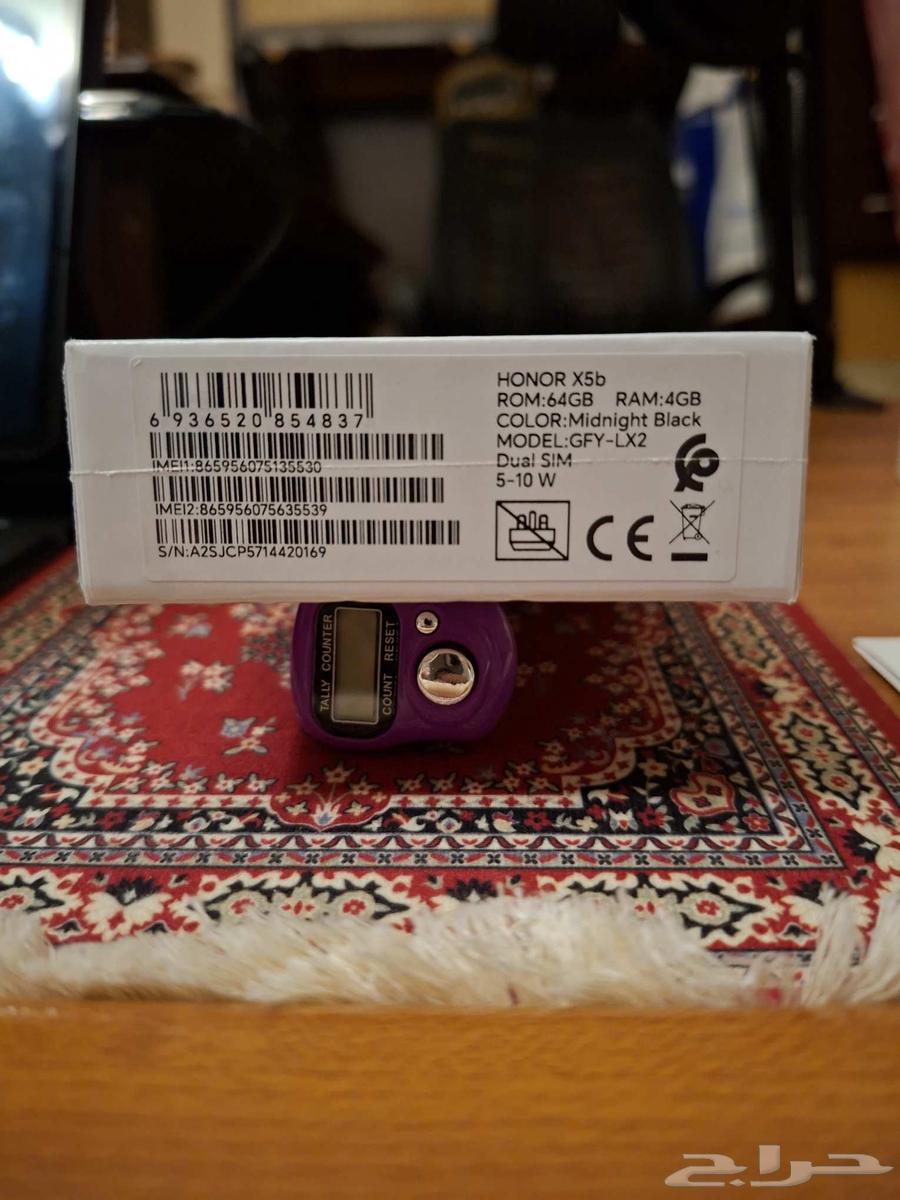 6 936520 854837
IMEI1:865956075135530
IMEI2:865956075635539
S/N:A2SJCP5714420169
HONOR X5b
ROM:64GB RAM:4GB
COLOR:Midnight Black
MODEL:GFY-LX2
Dual SIM
5-10 W
CE
TALLY COUNTER
COUNT RESET
حراج